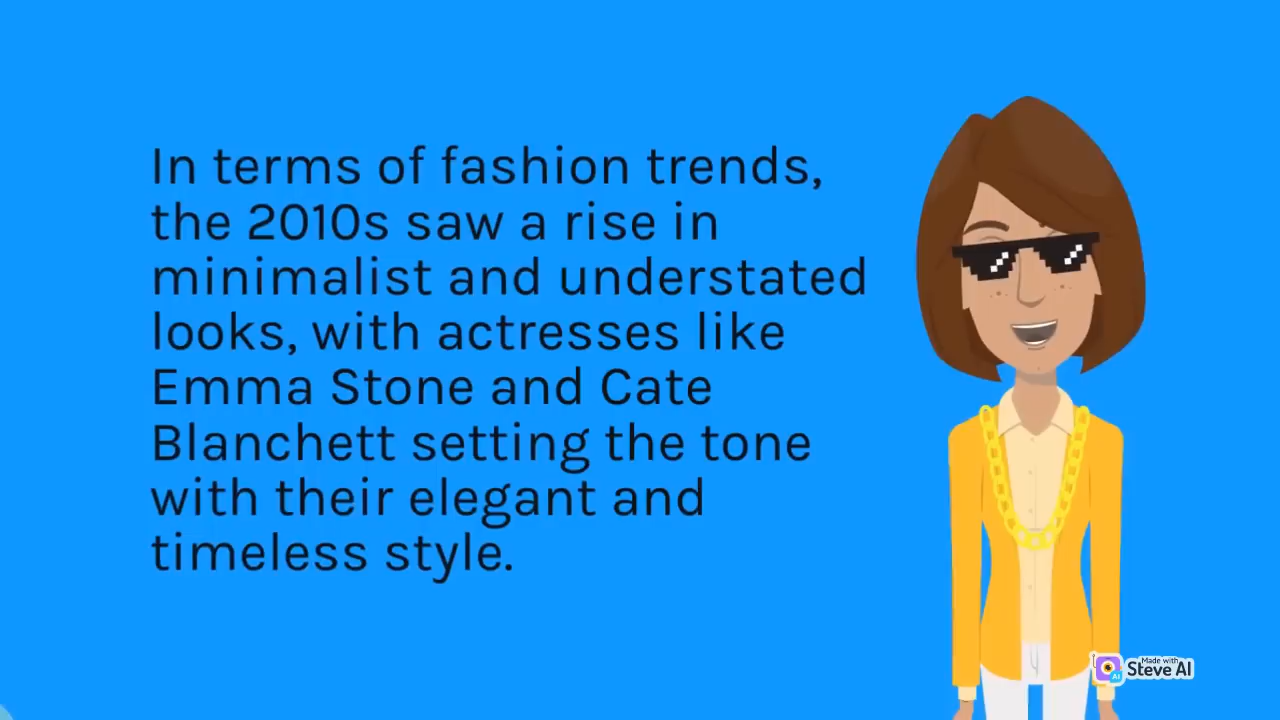 In terms of fashion trends,
the 2010s saw a rise in
minimalist and understated
looks, with actresses like
Emma Stone and Cate
Blanchett setting the tone
with their elegant and
timeless style.
Made with
Steve AI
AI